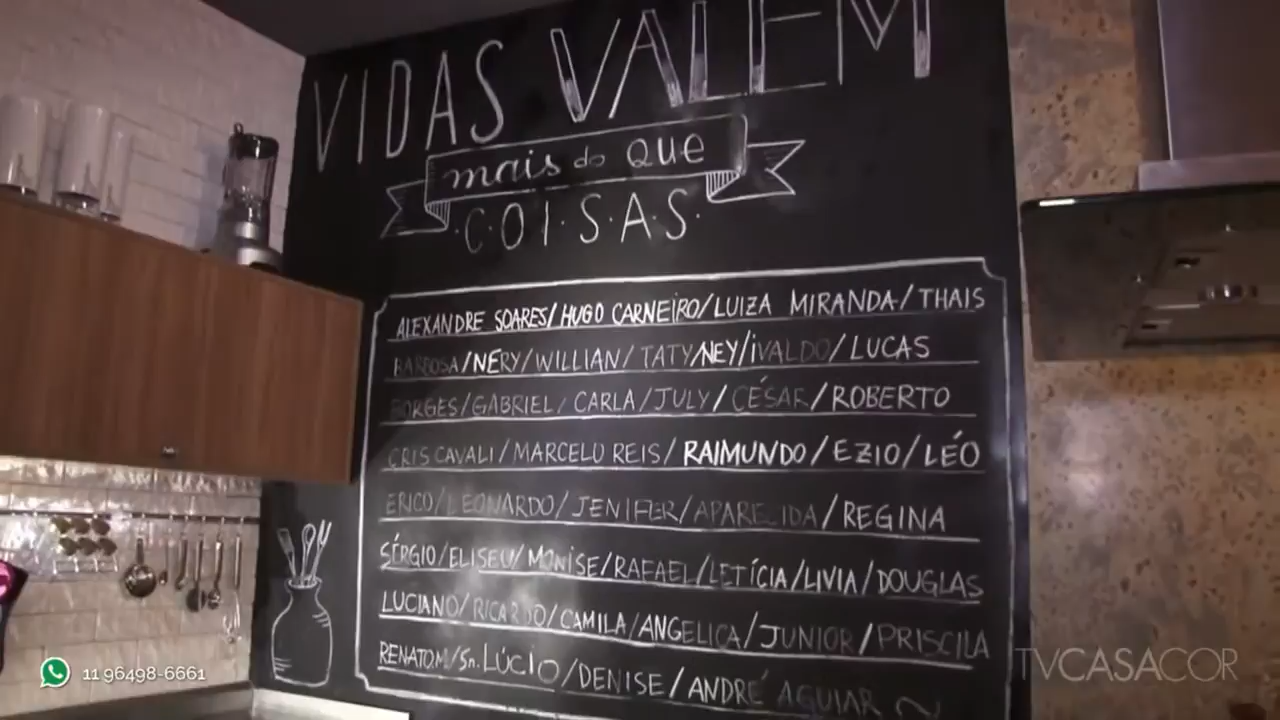 VIDAS VALEM
mais do que
C.O.I.S.A.S.
ALEXANDRE SOARES/HUGO CARNEIRO/LUIZA MIRANDA/THAIS
BARBOSA/NERY/WILLIAN/TATY/NEY/IVALDO/LUCAS
BORGES/GABRIEL/CARLA/JULY/CÉSAR/ROBERTO
CRIS CAVALI/MARCELO REIS/RAIMUNDO/EZIO/LÉO
ERICO/LEONARDO/JENIFER/APARECIDA/REGINA
SÉRGIO/ELISEU/MONISE/RAFAEL/LETÍCIA/LIVIA/DOUGLAS
LUCIANO/RICARDO/CAMILA/ANGELICA/JUNIOR/PRISCILA
RENATO M/Sn. LÚCIO/DENISE/ANDRÉ AGUIAR ~
11 96498-6661
TVCASACOR